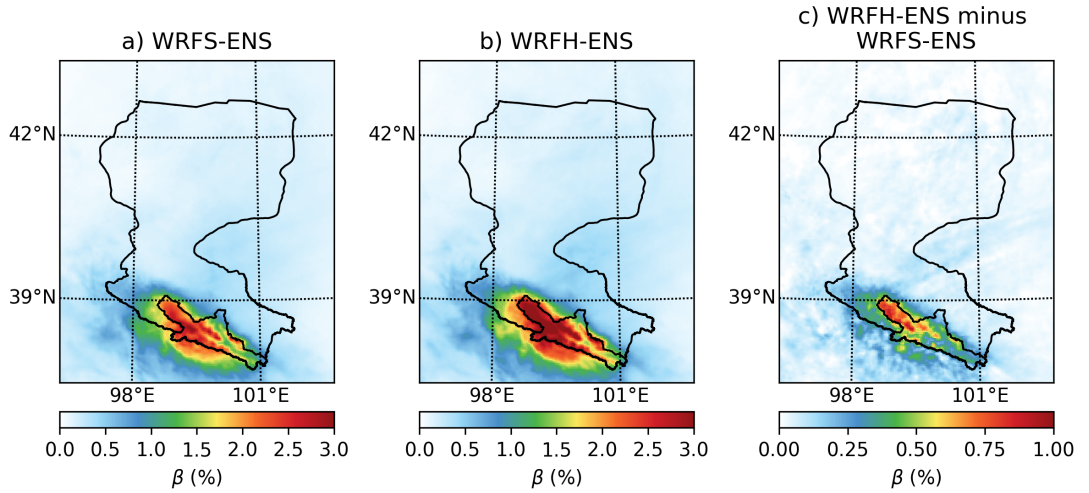 a) WRFS-ENS
b) WRFH-ENS
c) WRFH-ENS minus
WRFS-ENS
42°N
39°N
98°E
101°E
0.0 0.5 1.0 1.5 2.0 2.5 3.0
β (%)
42°N
39°N
98°E
101°E
0.0 0.5 1.0 1.5 2.0 2.5 3.0
β (%)
42°N
39°N
98°E
101°E
0.00 0.25 0.50 0.75 1.00
β (%)